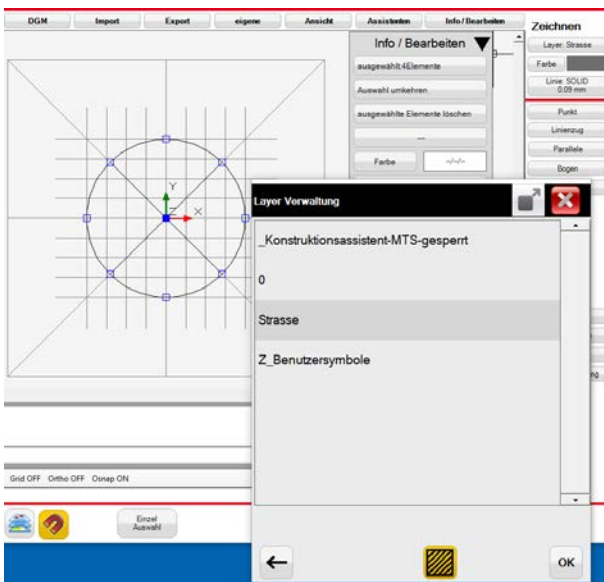 DGM Import Export eigene Ansicht Assistenten Info / Bearbeiten
Zeichnen
Info / Bearbeiten
Layer: Strasse
ausgewählt:4Elemente
Farbe
Auswahl umkehren
Linie: SOLID
0.09 mm
ausgewählte Elemente löschen
Punkt
---
Linienzug
Parallele
Farbe
-/-/-
Bogen
Y
Z
X
Layer Verwaltung
_Konstruktionsassistent-MTS-gesperrt
0
Strasse
Z_Benutzersymbole
ng
Grid OFF Ortho OFF Osnap ON
Einzel
Auswahl
OK